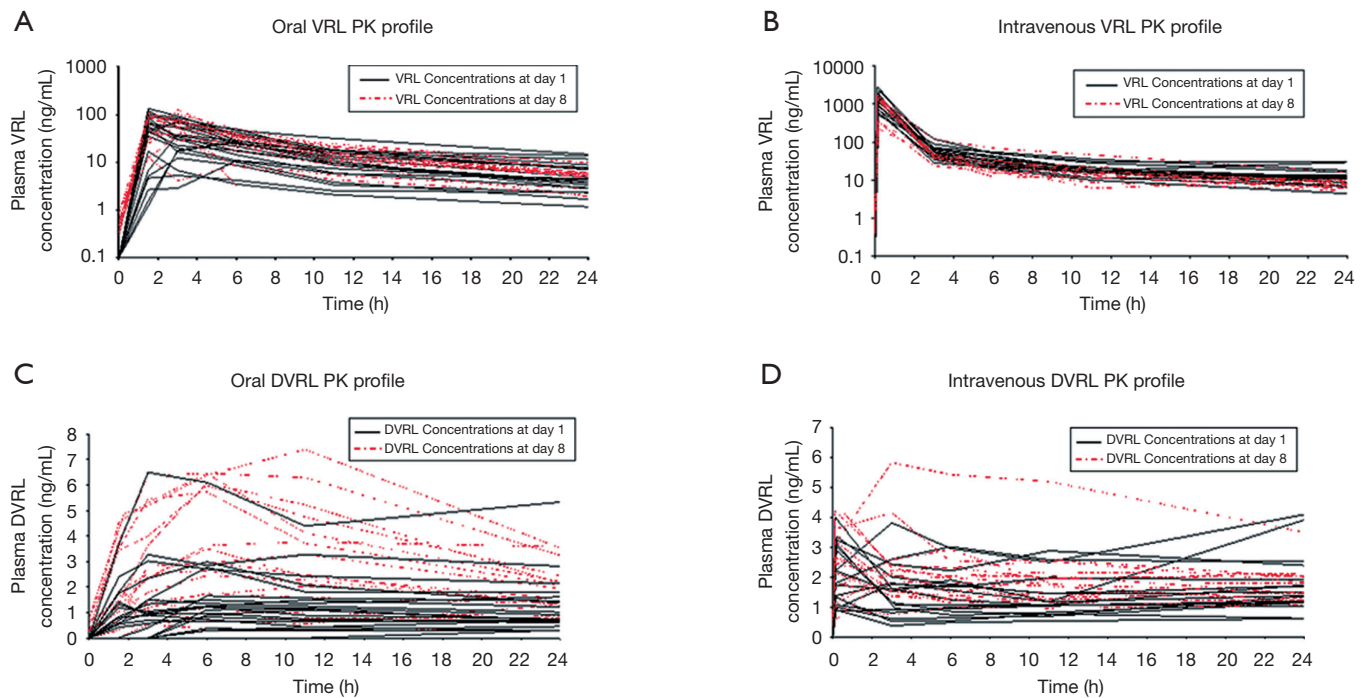 A
Oral VRL PK profile
Plasma VRL
concentration (ng/mL)
1000
100
10
1
0.1
VRL Concentrations at day 1
VRL Concentrations at day 8
0 2 4 6 8 10 12 14 16 18 20 22 24
Time (h)
B
Intravenous VRL PK profile
Plasma VRL
concentration (ng/mL)
10000
1000
100
10
1
0.1
VRL Concentrations at day 1
VRL Concentrations at day 8
0 2 4 6 8 10 12 14 16 18 20 22 24
Time (h)
C
Oral DVRL PK profile
Plasma DVRL
concentration (ng/mL)
8
7
6
5
4
3
2
1
0
DVRL Concentrations at day 1
DVRL Concentrations at day 8
0 2 4 6 8 10 12 14 16 18 20 22 24
Time (h)
D
Intravenous DVRL PK profile
Plasma DVRL
concentration (ng/mL)
7
6
5
4
3
2
1
0
DVRL Concentrations at day 1
DVRL Concentrations at day 8
0 2 4 6 8 10 12 14 16 18 20 22 24
Time (h)